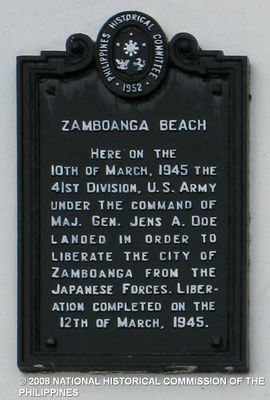 PHILIPPINES HISTORICAL COMMITTEE
• 1952 •
ZAMBOANGA BEACH
HERE ON THE
10TH OF MARCH, 1945 THE
41ST DIVISION, U.S. ARMY
UNDER THE COMMAND OF
MAJ. GEN. JENS A. DOE
LANDED IN ORDER TO
LIBERATE THE CITY OF
ZAMBOANGA FROM THE
JAPANESE FORCES. LIBER-
ATION COMPLETED ON THE
12TH OF MARCH, 1945.
© 2008 NATIONAL HISTORICAL COMMISSION OF THE
PHILIPPINES